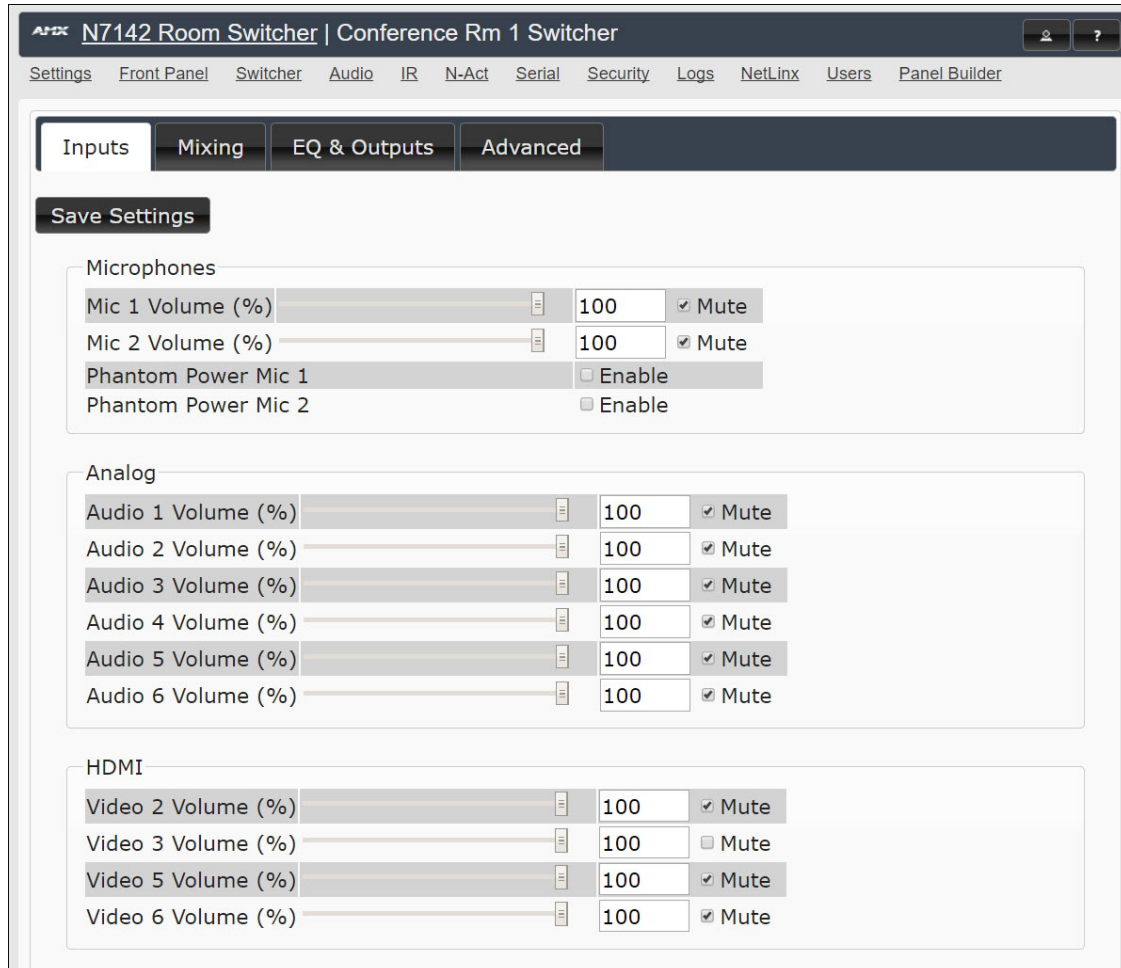 AMX N7142 Room Switcher | Conference Rm 1 Switcher ?
Settings Front Panel Switcher Audio IR N-Act Serial Security Logs NetLinx Users Panel Builder
Inputs Mixing EQ & Outputs Advanced
Save Settings
Microphones
Mic 1 Volume (%) 100 Mute
Mic 2 Volume (%) 100 Mute
Phantom Power Mic 1 Enable
Phantom Power Mic 2 Enable
Analog
Audio 1 Volume (%) 100 Mute
Audio 2 Volume (%) 100 Mute
Audio 3 Volume (%) 100 Mute
Audio 4 Volume (%) 100 Mute
Audio 5 Volume (%) 100 Mute
Audio 6 Volume (%) 100 Mute
HDMI
Video 2 Volume (%) 100 Mute
Video 3 Volume (%) 100 Mute
Video 5 Volume (%) 100 Mute
Video 6 Volume (%) 100 Mute